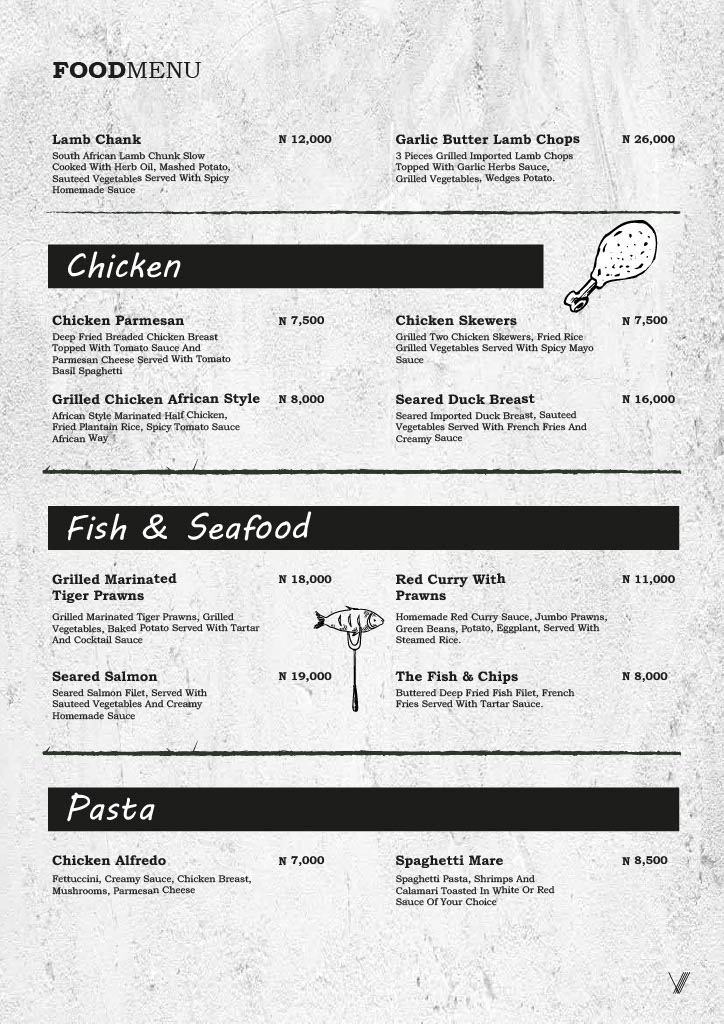 FOODMENU
Lamb Chank N 12,000
South African Lamb Chunk Slow
Cooked With Herb Oil, Mashed Potato,
Sauteed Vegetables Served With Spicy
Homemade Sauce
Garlic Butter Lamb Chops N 26,000
3 Pieces Grilled Imported Lamb Chops
Topped With Garlic Herbs Sauce,
Grilled Vegetables, Wedges Potato.
Chicken
Chicken Parmesan N 7,500
Deep Fried Breaded Chicken Breast
Topped With Tomato Sauce And
Parmesan Cheese Served With Tomato
Basil Spaghetti
Chicken Skewers N 7,500
Grilled Two Chicken Skewers, Fried Rice
Grilled Vegetables Served With Spicy Mayo
Sauce
Grilled Chicken African Style N 8,000
African Style Marinated Half Chicken,
Fried Plantain Rice, Spicy Tomato Sauce
African Way
Seared Duck Breast N 16,000
Seared Imported Duck Breast, Sauteed
Vegetables Served With French Fries And
Creamy Sauce
Fish & Seafood
Grilled Marinated N 18,000
Tiger Prawns
Grilled Marinated Tiger Prawns, Grilled
Vegetables, Baked Potato Served With Tartar
And Cocktail Sauce
Red Curry With N 11,000
Prawns
Homemade Red Curry Sauce, Jumbo Prawns,
Green Beans, Potato, Eggplant, Served With
Steamed Rice.
Seared Salmon N 19,000
Seared Salmon Filet, Served With
Sauteed Vegetables And Creamy
Homemade Sauce
The Fish & Chips N 8,000
Buttered Deep Fried Fish Filet, French
Fries Served With Tartar Sauce.
Pasta
Chicken Alfredo N 7,000
Fettuccini, Creamy Sauce, Chicken Breast,
Mushrooms, Parmesan Cheese
Spaghetti Mare N 8,500
Spaghetti Pasta, Shrimps And
Calamari Toasted In White Or Red
Sauce Of Your Choice